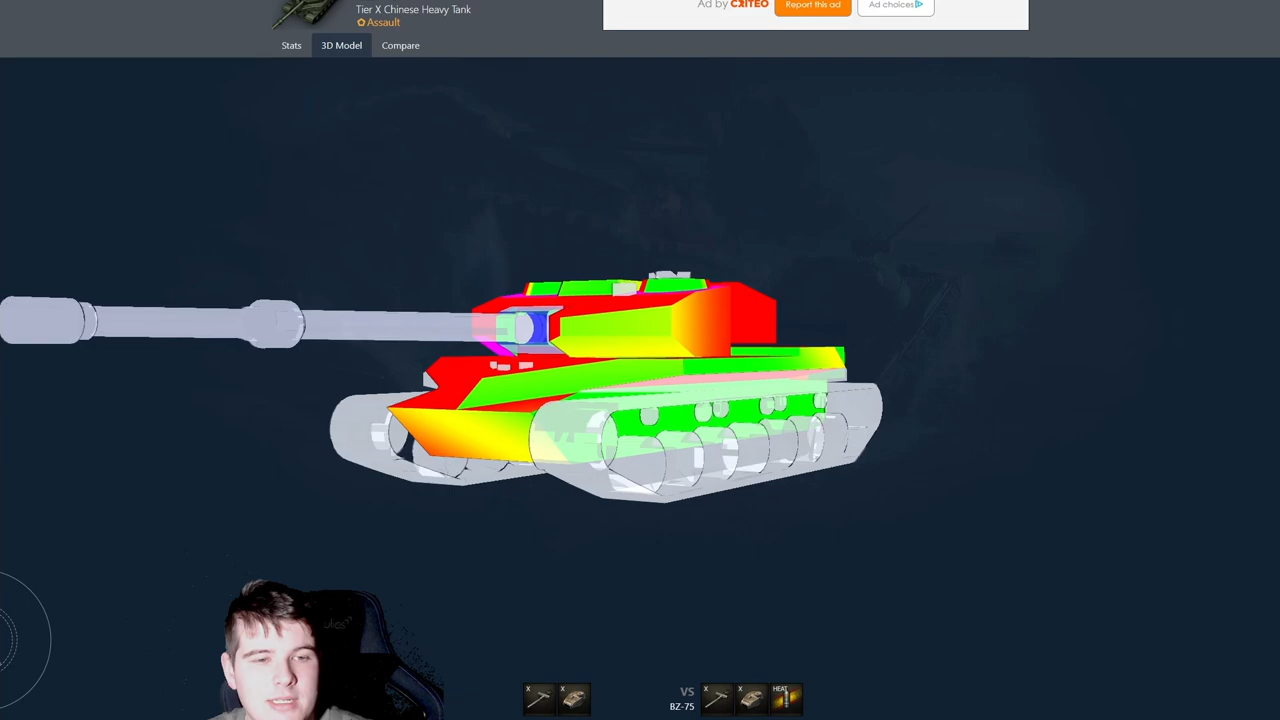 Tier X Chinese Heavy Tank
Assault
Ad by CRITEO
Report this ad
Ad choices
Stats
3D Model
Compare
X
X
VS
BZ-75
X
X
HEAT